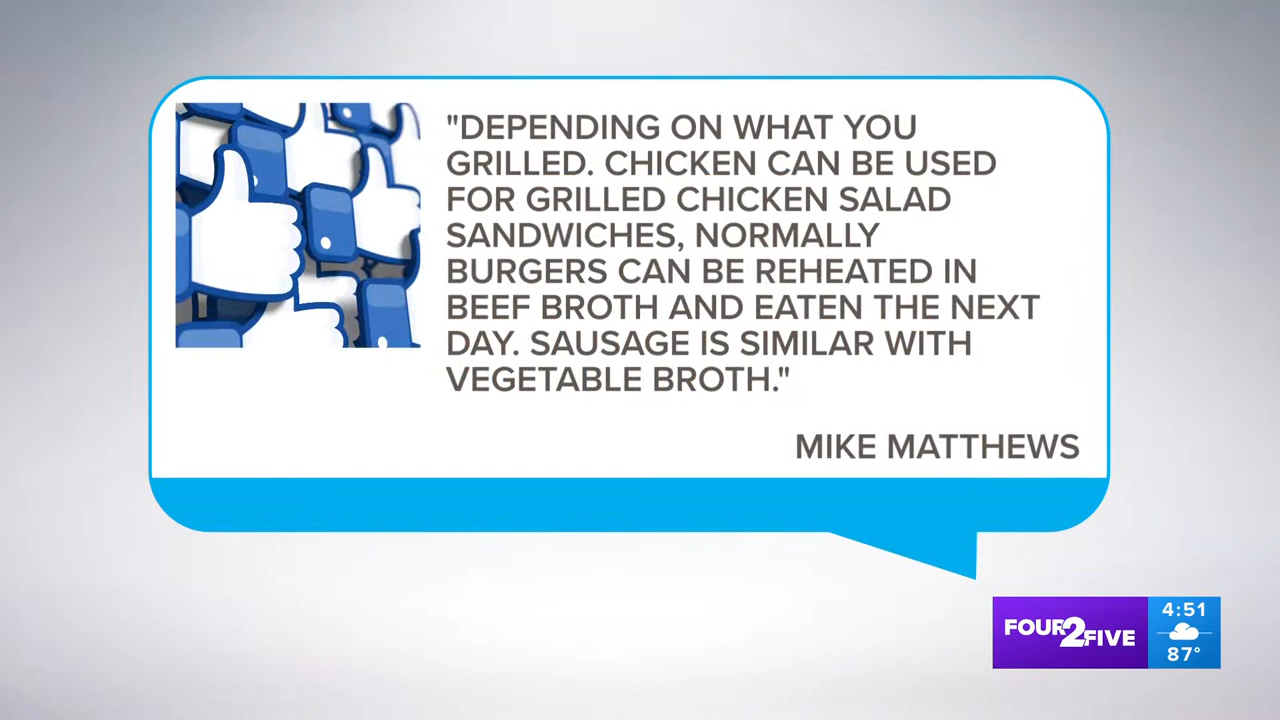 "DEPENDING ON WHAT YOU
GRILLED. CHICKEN CAN BE USED
FOR GRILLED CHICKEN SALAD
SANDWICHES, NORMALLY
BURGERS CAN BE REHEATED IN
BEEF BROTH AND EATEN THE NEXT
DAY. SAUSAGE IS SIMILAR WITH
VEGETABLE BROTH."
MIKE MATTHEWS
FOUR2FIVE
4:51
87°